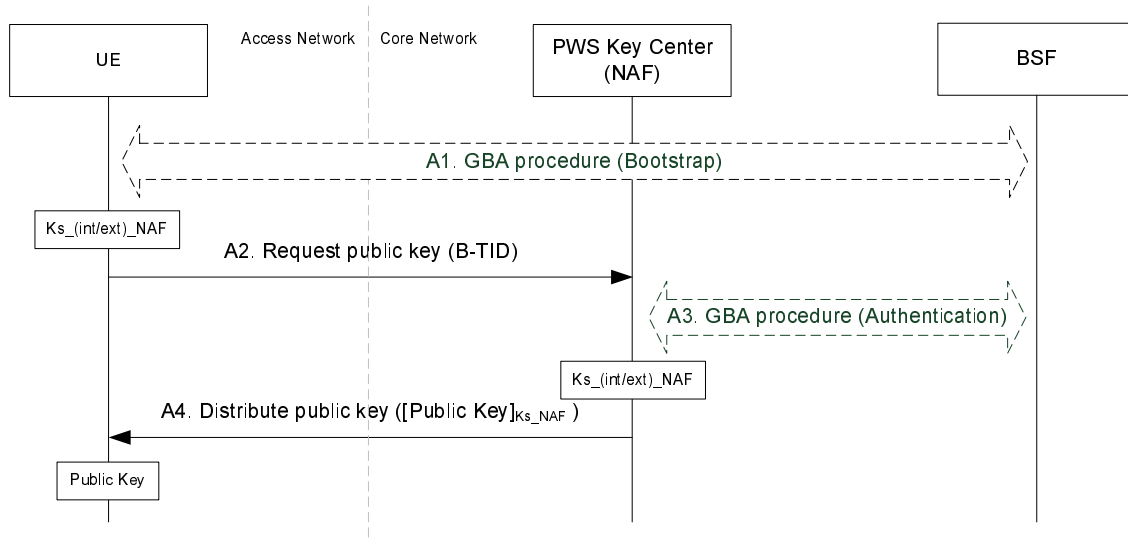 Access Network
Core Network
UE
PWS Key Center
(NAF)
BSF
A1. GBA procedure (Bootstrap)
Ks_(int/ext)_NAF
A2. Request public key (B-TID)
A3. GBA procedure (Authentication)
Ks_(int/ext)_NAF
A4. Distribute public key ([Public Key]Ks_NAF )
Public Key